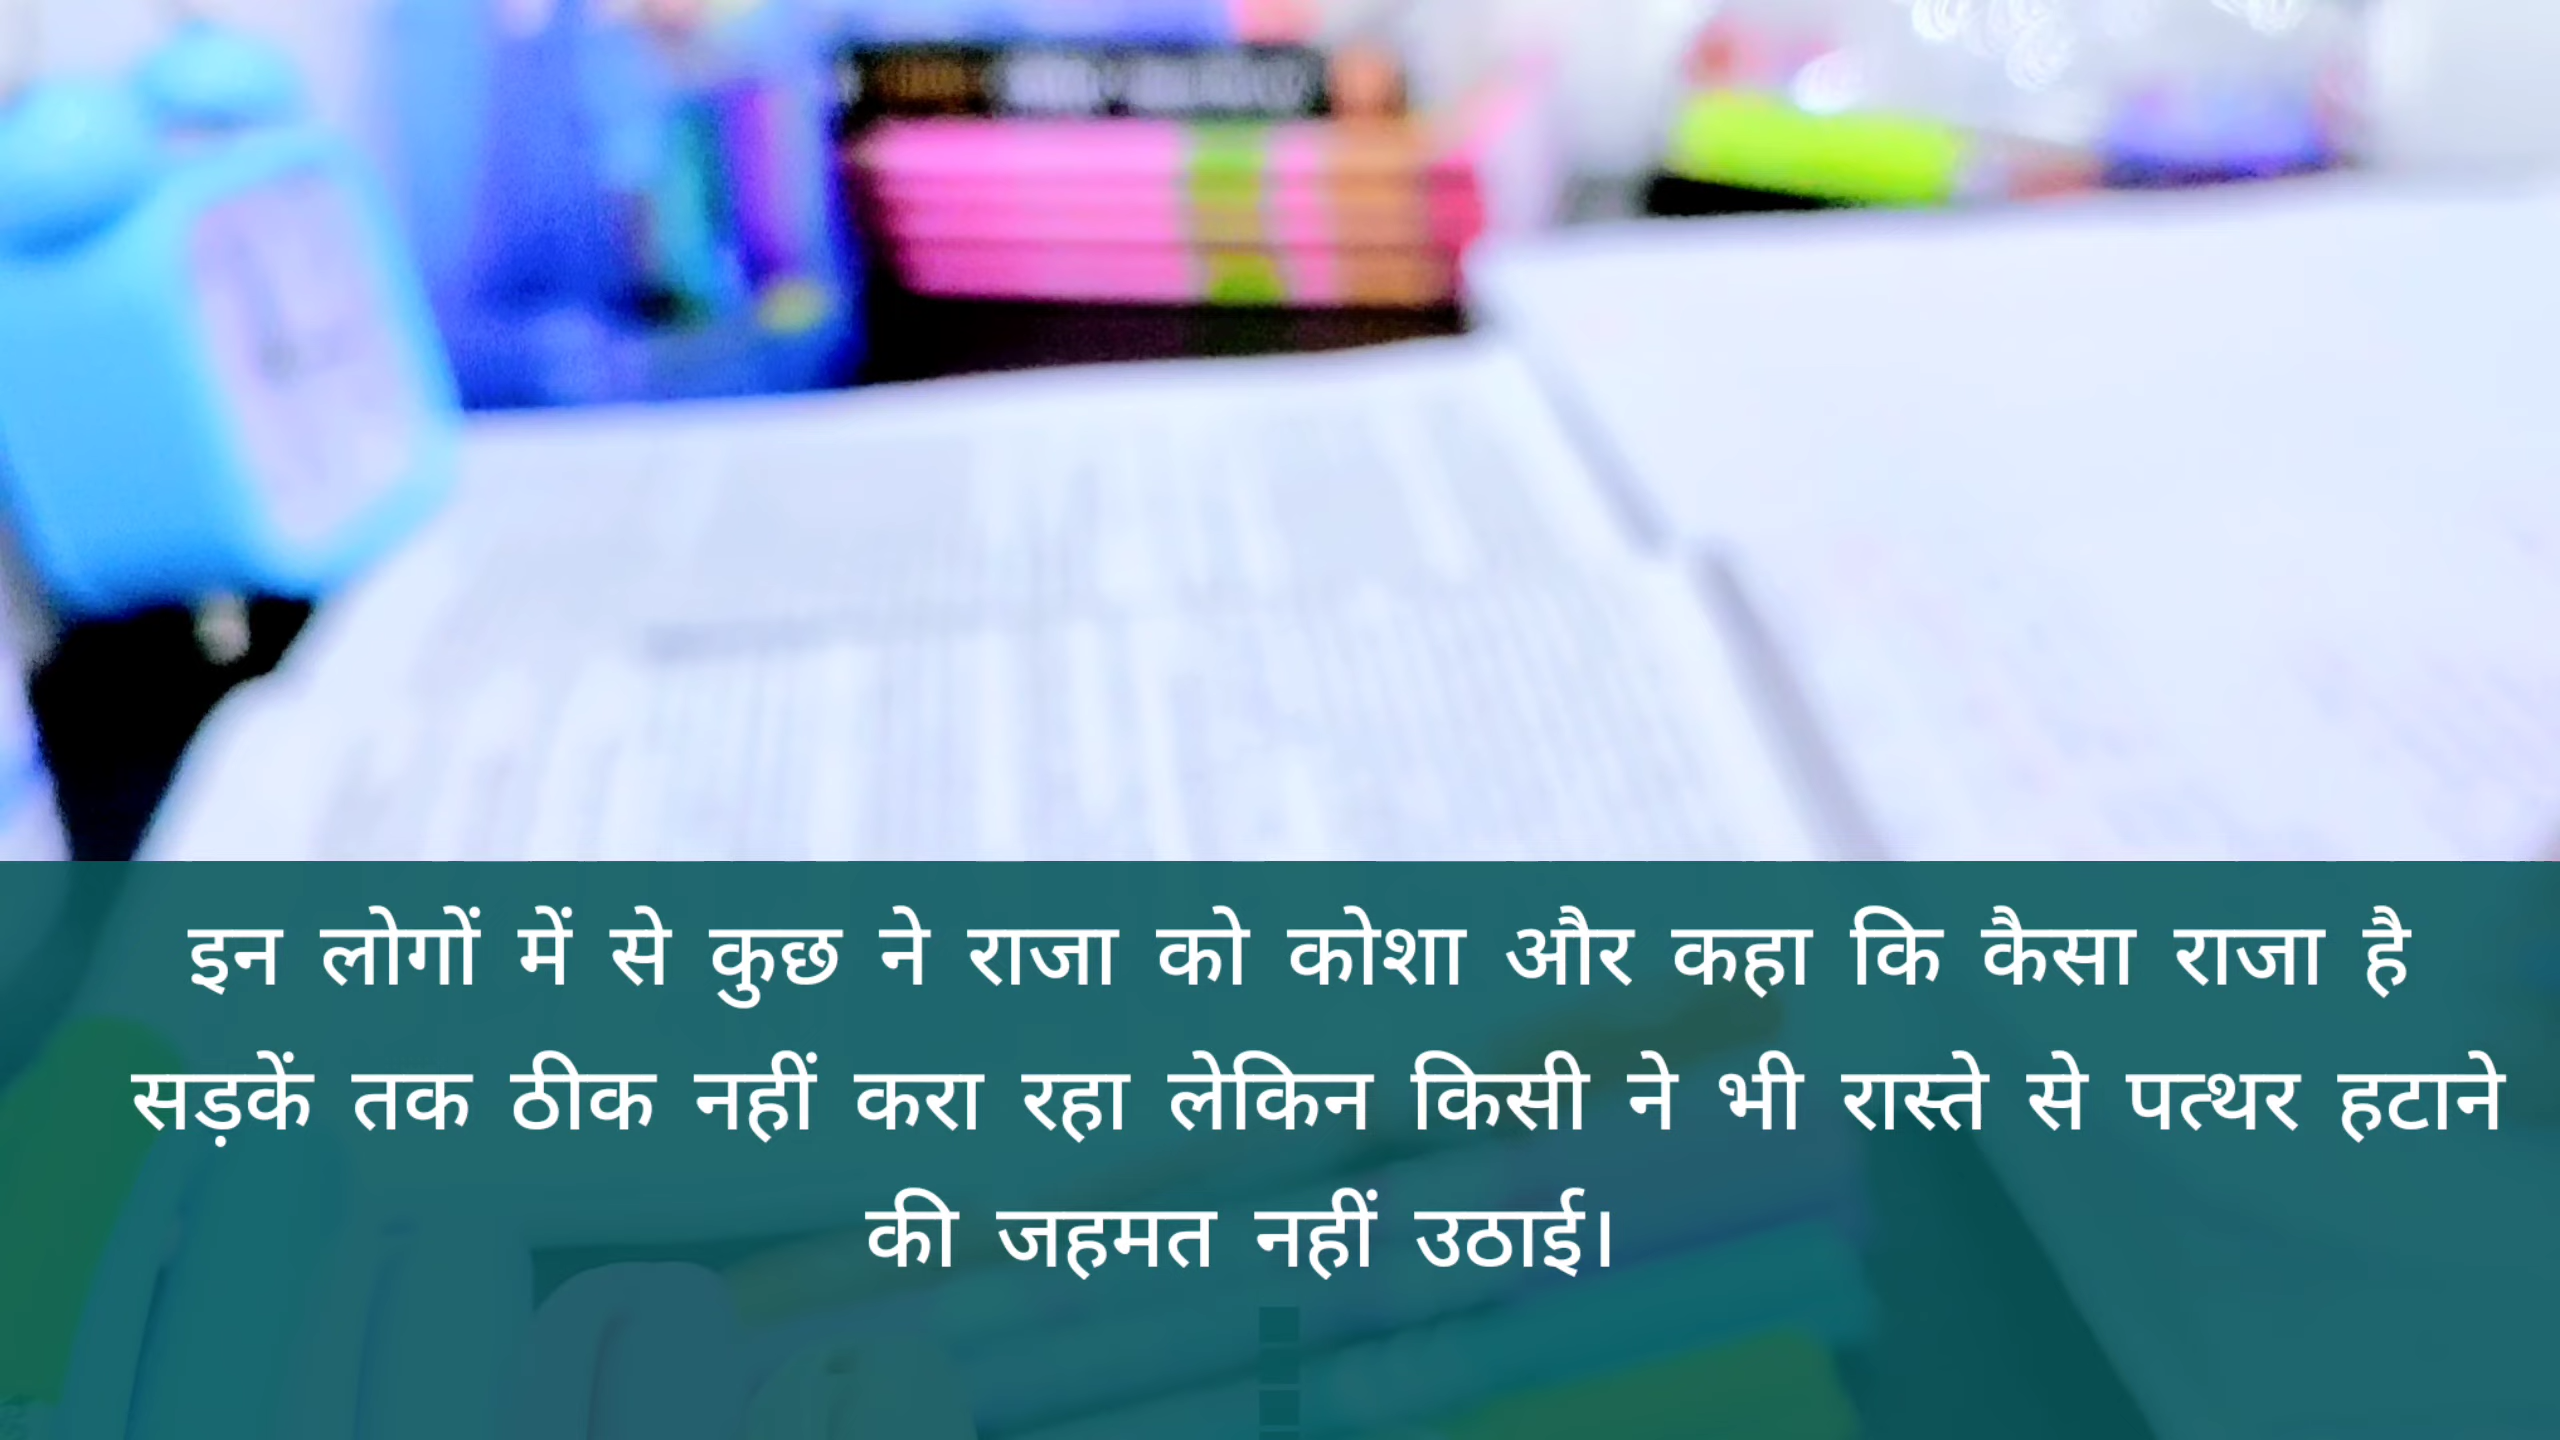 इन लोगों में से कुछ ने राजा को कोशा और कहा कि कैसा राजा है
सड़कें तक ठीक नहीं करा रहा लेकिन किसी ने भी रास्ते से पत्थर हटाने
की जहमत नहीं उठाई।